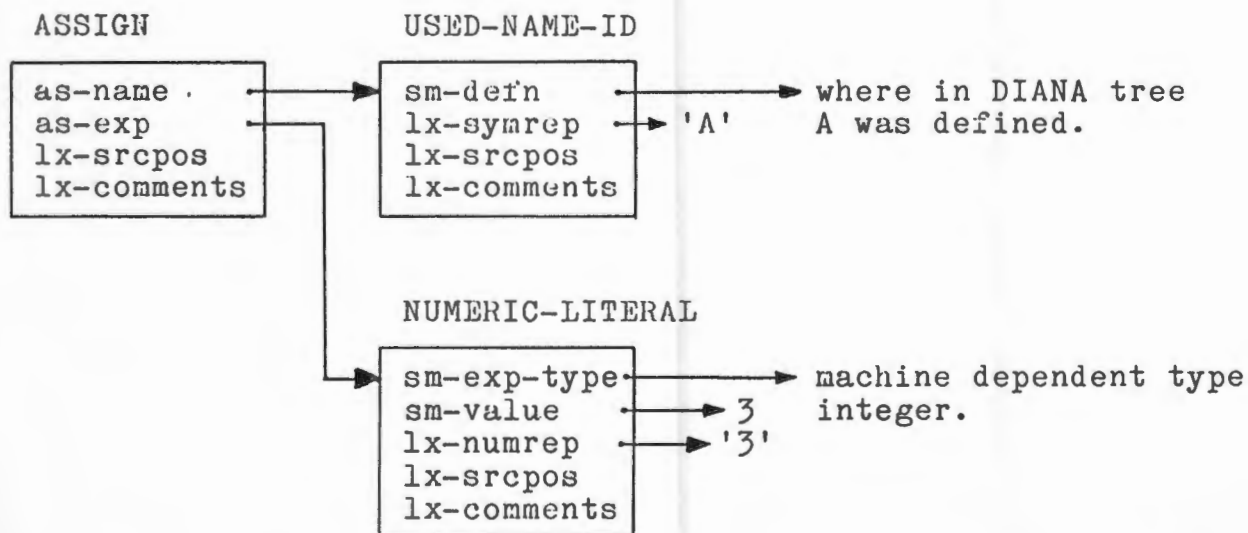 ASSIGN
as-name
as-exp
lx-srcpos
lx-comments
USED-NAME-ID
sm-defn
lx-symrep
lx-srcpos
lx-comments
'A'
where in DIANA tree
A was defined.
NUMERIC-LITERAL
sm-exp-type
sm-value
lx-numrep
lx-srcpos
lx-comments
3
'3'
machine dependent type
integer.